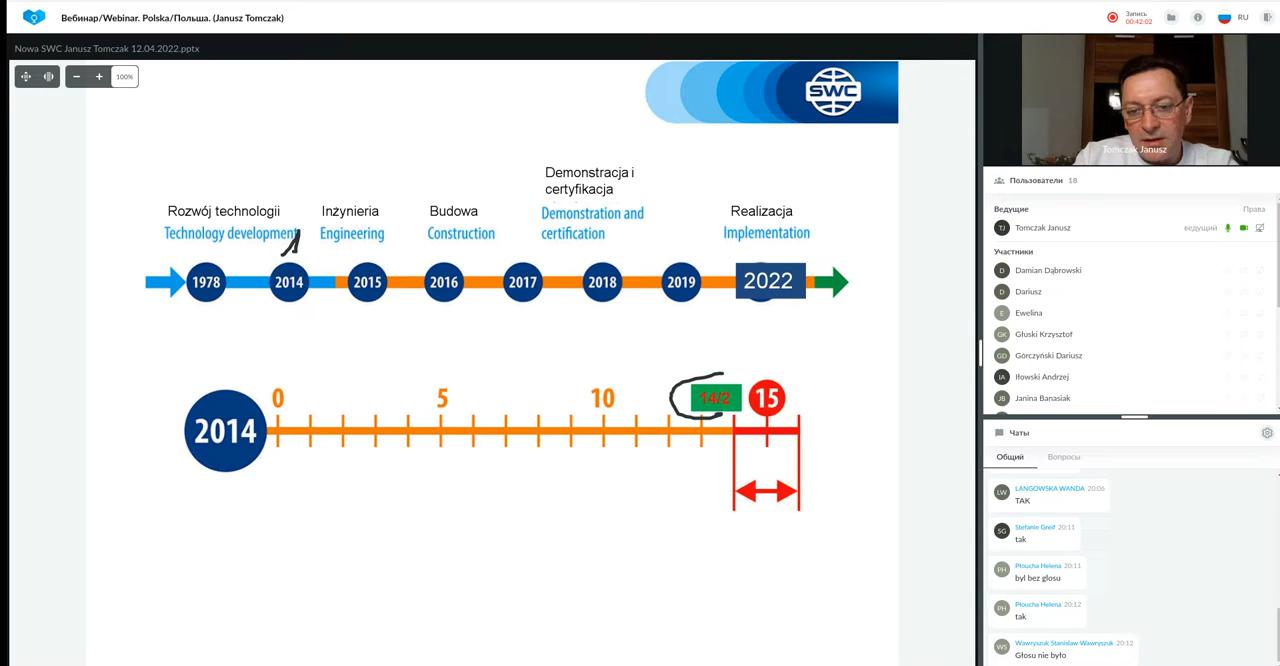 Вебинар/Webinar. Polska/Польша. (Janusz Tomczak)
Запись
00:42:02
RU
Nowa SWC Janusz Tomczak 12.04.2022.pptx
100%
SWC
Demonstracja i
certyfikacja
Rozwój technologii
Inżynieria
Budowa
Realizacja
Technology development
Engineering
Construction
Demonstration and
certification
Implementation
1978
2014
2015
2016
2017
2018
2019
2022
2014
0
5
10
14/2
15
Tomczak Janusz
Пользователи 18
Ведущие
Права
TJ
Tomczak Janusz
ведущий
Участники
D
Damian Dąbrowski
D
Dariusz
E
Ewelina
GK
Głuski Krzysztof
GD
Górczyński Dariusz
IA
Iłowski Andrzej
JB
Janina Banasiak
Чаты
Общий
Вопросы
LW
LANGOWSKA WANDA 20:06
TAK
SG
Stefanie Greif 20:11
tak
PH
Płoucha Helena 20:11
byl bez glosu
PH
Płoucha Helena 20:12
tak
WS
Wawryszuk Stanislaw Wawryszuk 20:12
Głosu nie było